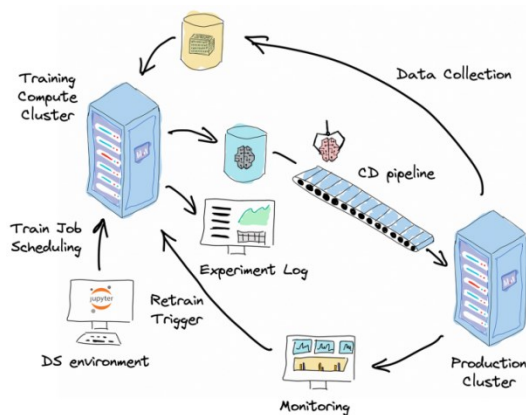 Data Collection
Training
Compute
Cluster
CD pipeline
Train Job
Scheduling
Experiment Log
jupyter
Retrain
Trigger
DS environment
Production
Cluster
Monitoring